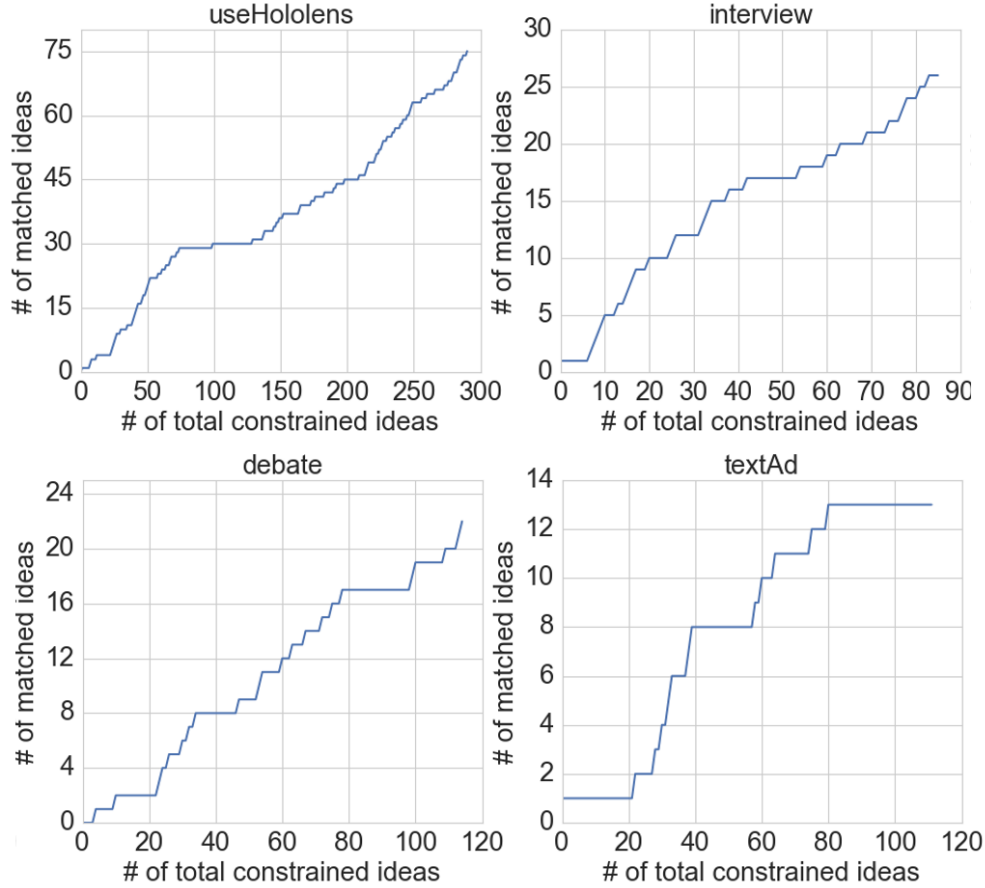 useHololens
# of matched ideas
75
60
45
30
15
0
0 50 100 150 200 250 300
# of total constrained ideas
interview
# of matched ideas
30
25
20
15
10
5
0
0 10 20 30 40 50 60 70 80 90
# of total constrained ideas
debate
# of matched ideas
24
20
16
12
8
4
0
0 20 40 60 80 100 120
# of total constrained ideas
textAd
# of matched ideas
14
12
10
8
6
4
2
0
0 20 40 60 80 100 120
# of total constrained ideas